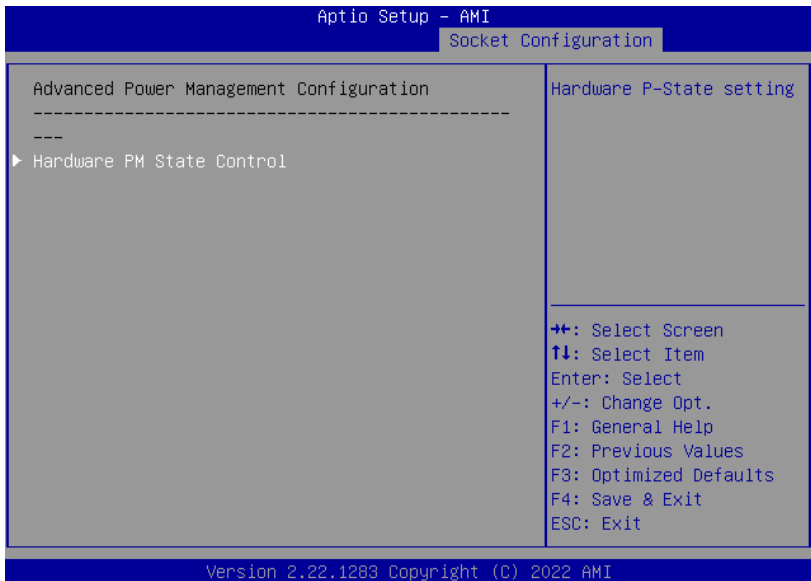 Aptio Setup – AMI
Socket Configuration
Advanced Power Management Configuration
-----------------------------------------------
---
Hardware PM State Control
Hardware P-State setting
→←: Select Screen
↑↓: Select Item
Enter: Select
+/-: Change Opt.
F1: General Help
F2: Previous Values
F3: Optimized Defaults
F4: Save & Exit
ESC: Exit
Version 2.22.1283 Copyright (C) 2022 AMI